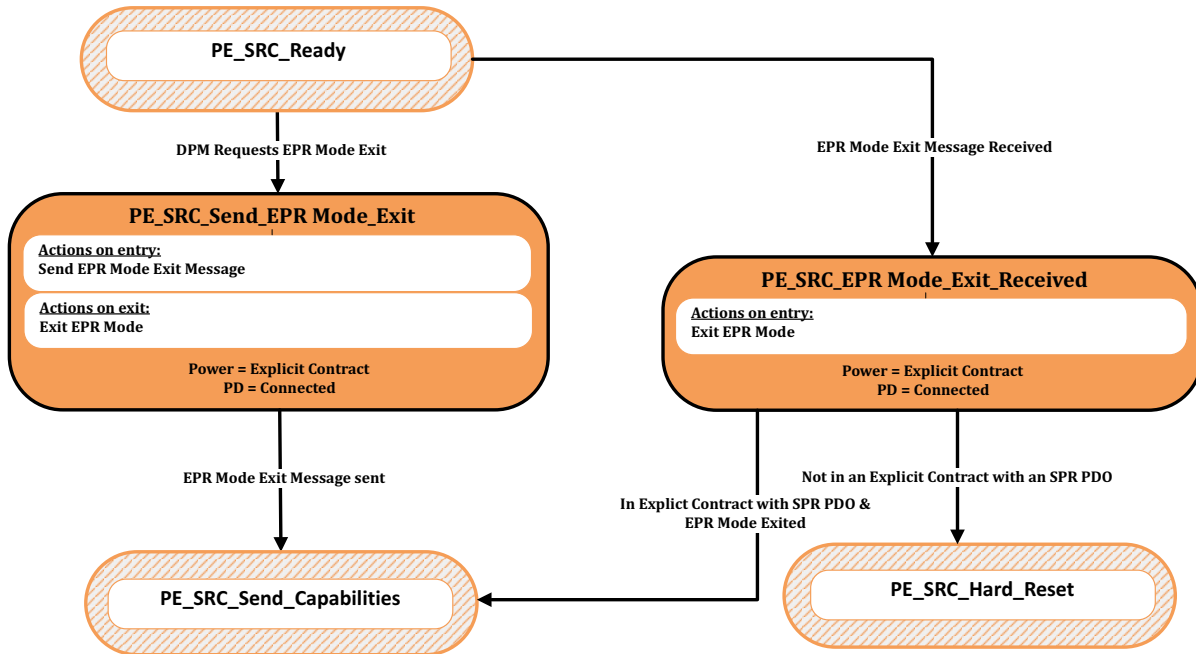 PE_SRC_Ready
DPM Requests EPR Mode Exit
EPR Mode Exit Message Received
PE_SRC_Send_EPR Mode_Exit
Actions on entry:
Send EPR Mode Exit Message
Actions on exit:
Exit EPR Mode
Power = Explicit Contract
PD = Connected
PE_SRC_EPR Mode_Exit_Received
Actions on entry:
Exit EPR Mode
Power = Explicit Contract
PD = Connected
EPR Mode Exit Message sent
Not in an Explicit Contract with an SPR PDO
In Explict Contract with SPR PDO &
EPR Mode Exited
PE_SRC_Send_Capabilities
PE_SRC_Hard_Reset